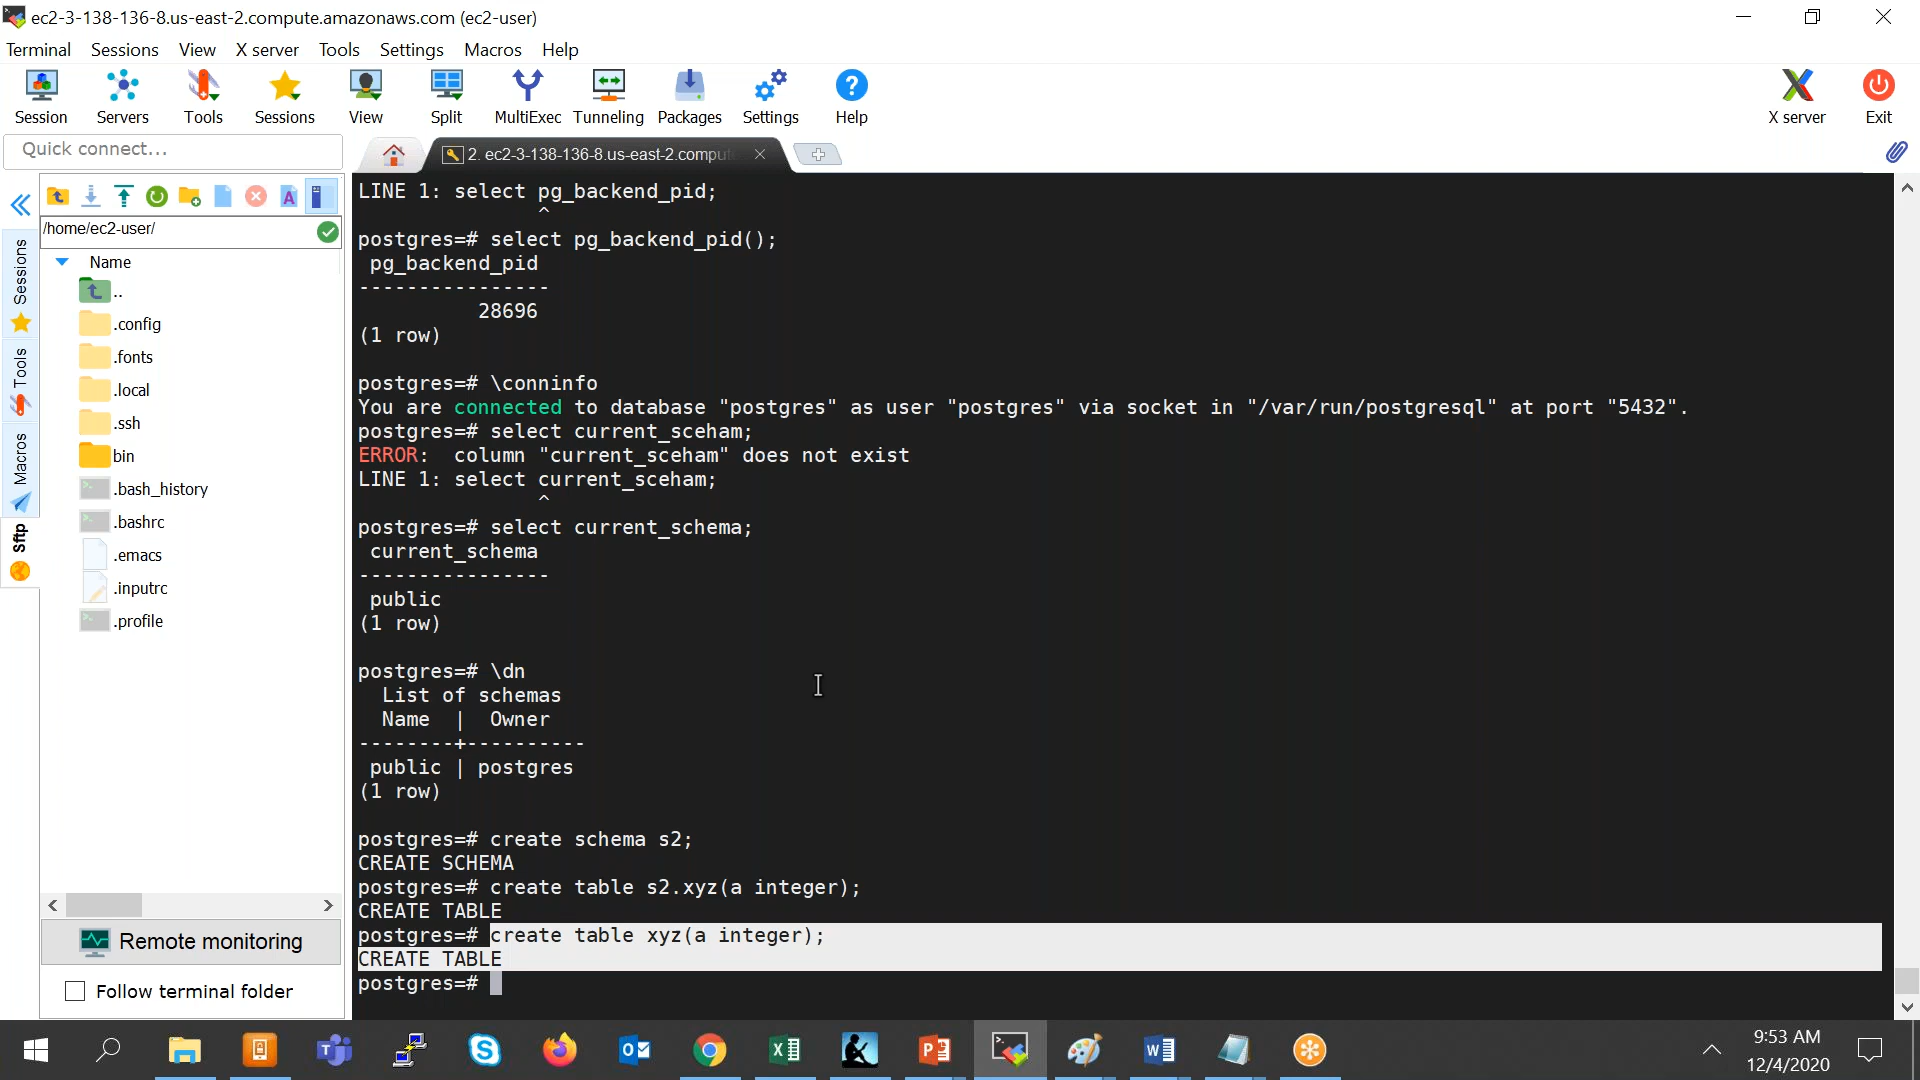 ec2-3-138-136-8.us-east-2.compute.amazonaws.com (ec2-user)
Terminal Sessions View X server Tools Settings Macros Help
Session Servers Tools Sessions View Split MultiExec Tunneling Packages Settings Help X server Exit
Quick connect...
2. ec2-3-138-136-8.us-east-2.comput
/home/ec2-user/
Name
..
.config
.fonts
.local
.ssh
bin
.bash_history
.bashrc
.emacs
.inputrc
.profile
Sessions
Tools
Macros
Sftp
Remote monitoring
Follow terminal folder
LINE 1: select pg_backend_pid;
^
postgres=# select pg_backend_pid();
pg_backend_pid
----------------
28696
(1 row)
postgres=# \conninfo
You are connected to database "postgres" as user "postgres" via socket in "/var/run/postgresql" at port "5432".
postgres=# select current_sceham;
ERROR:  column "current_sceham" does not exist
LINE 1: select current_sceham;
^
postgres=# select current_schema;
current_schema
----------------
public
(1 row)
postgres=# \dn
List of schemas
Name | Owner
--------+----------
public | postgres
(1 row)
postgres=# create schema s2;
CREATE SCHEMA
postgres=# create table s2.xyz(a integer);
CREATE TABLE
postgres=# create table xyz(a integer);
CREATE TABLE
postgres=#
9:53 AM
12/4/2020